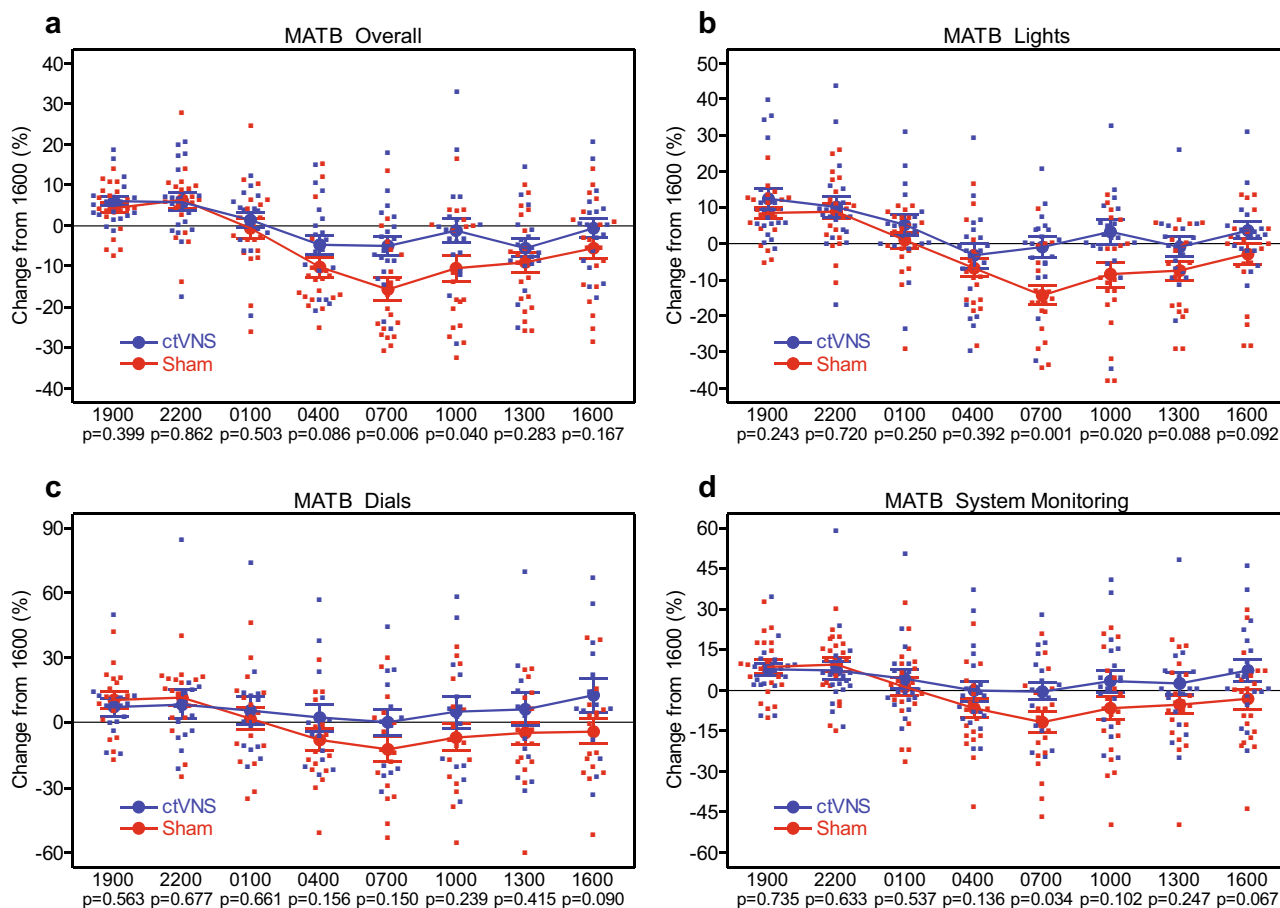 a
MATB Overall
Change from 1600 (%)
40
30
20
10
0
-10
-20
-30
-40
ctVNS
Sham
1900 2200 0100 0400 0700 1000 1300 1600
p=0.399 p=0.862 p=0.503 p=0.086 p=0.006 p=0.040 p=0.283 p=0.167
b
MATB Lights
Change from 1600 (%)
50
40
30
20
10
0
-10
-20
-30
-40
ctVNS
Sham
1900 2200 0100 0400 0700 1000 1300 1600
p=0.243 p=0.720 p=0.250 p=0.392 p=0.001 p=0.020 p=0.088 p=0.092
c
MATB Dials
Change from 1600 (%)
90
60
30
0
-30
-60
ctVNS
Sham
1900 2200 0100 0400 0700 1000 1300 1600
p=0.563 p=0.677 p=0.661 p=0.156 p=0.150 p=0.239 p=0.415 p=0.090
d
MATB System Monitoring
Change from 1600 (%)
60
45
30
15
0
-15
-30
-45
-60
ctVNS
Sham
1900 2200 0100 0400 0700 1000 1300 1600
p=0.735 p=0.633 p=0.537 p=0.136 p=0.034 p=0.102 p=0.247 p=0.067